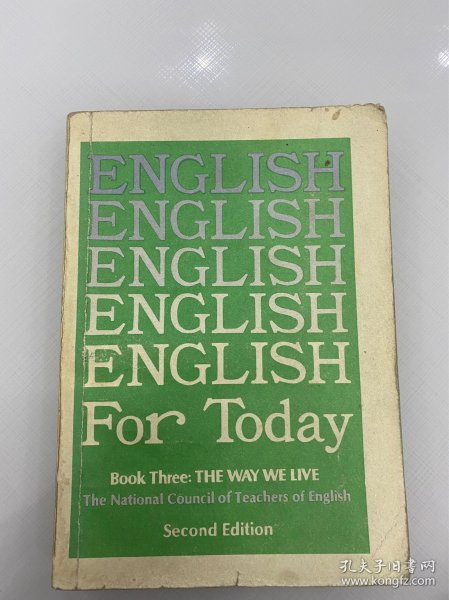 ENGLISH
ENGLISH
ENGLISH
ENGLISH
ENGLISH
For Today
Book Three: THE WAY WE LIVE
The National Council of Teachers of English
Second Edition
孔夫子旧书网
www.kongfz.com